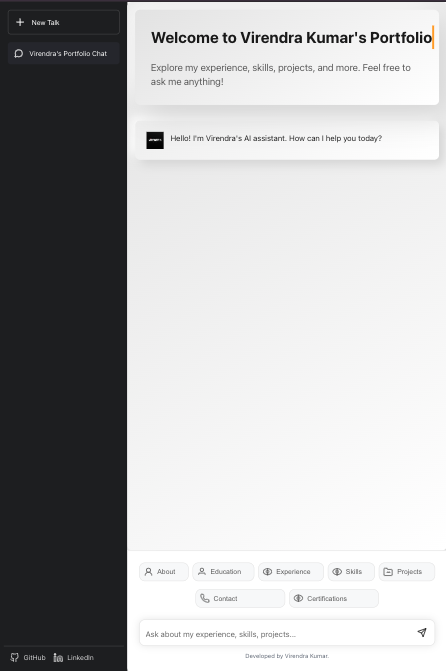 New Talk
Virendra's Portfolio Chat
Welcome to Virendra Kumar's Portfolio
Explore my experience, skills, projects, and more. Feel free to
ask me anything!
Hello! I'm Virendra's AI assistant. How can I help you today?
About
Education
Experience
Skills
Projects
Contact
Certifications
Ask about my experience, skills, projects...
Developed by Virendra Kumar.
GitHub
LinkedIn